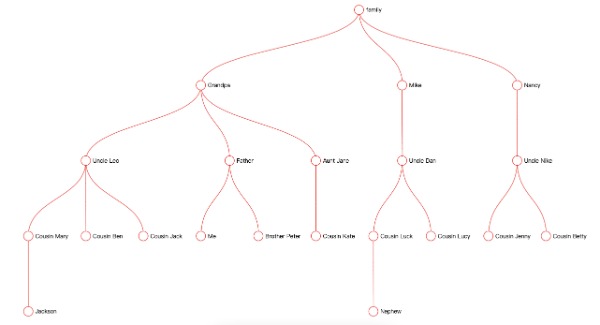 family
Grandpa
Mike
Nancy
Uncle Leo
Father
Aunt Jane
Uncle Dan
Uncle Nike
Cousin Mary
Cousin Ben
Cousin Jack
Me
Brother Peter
Cousin Kate
Cousin Luck
Cousin Lucy
Cousin Jenny
Cousin Betty
Jackson
Nephew